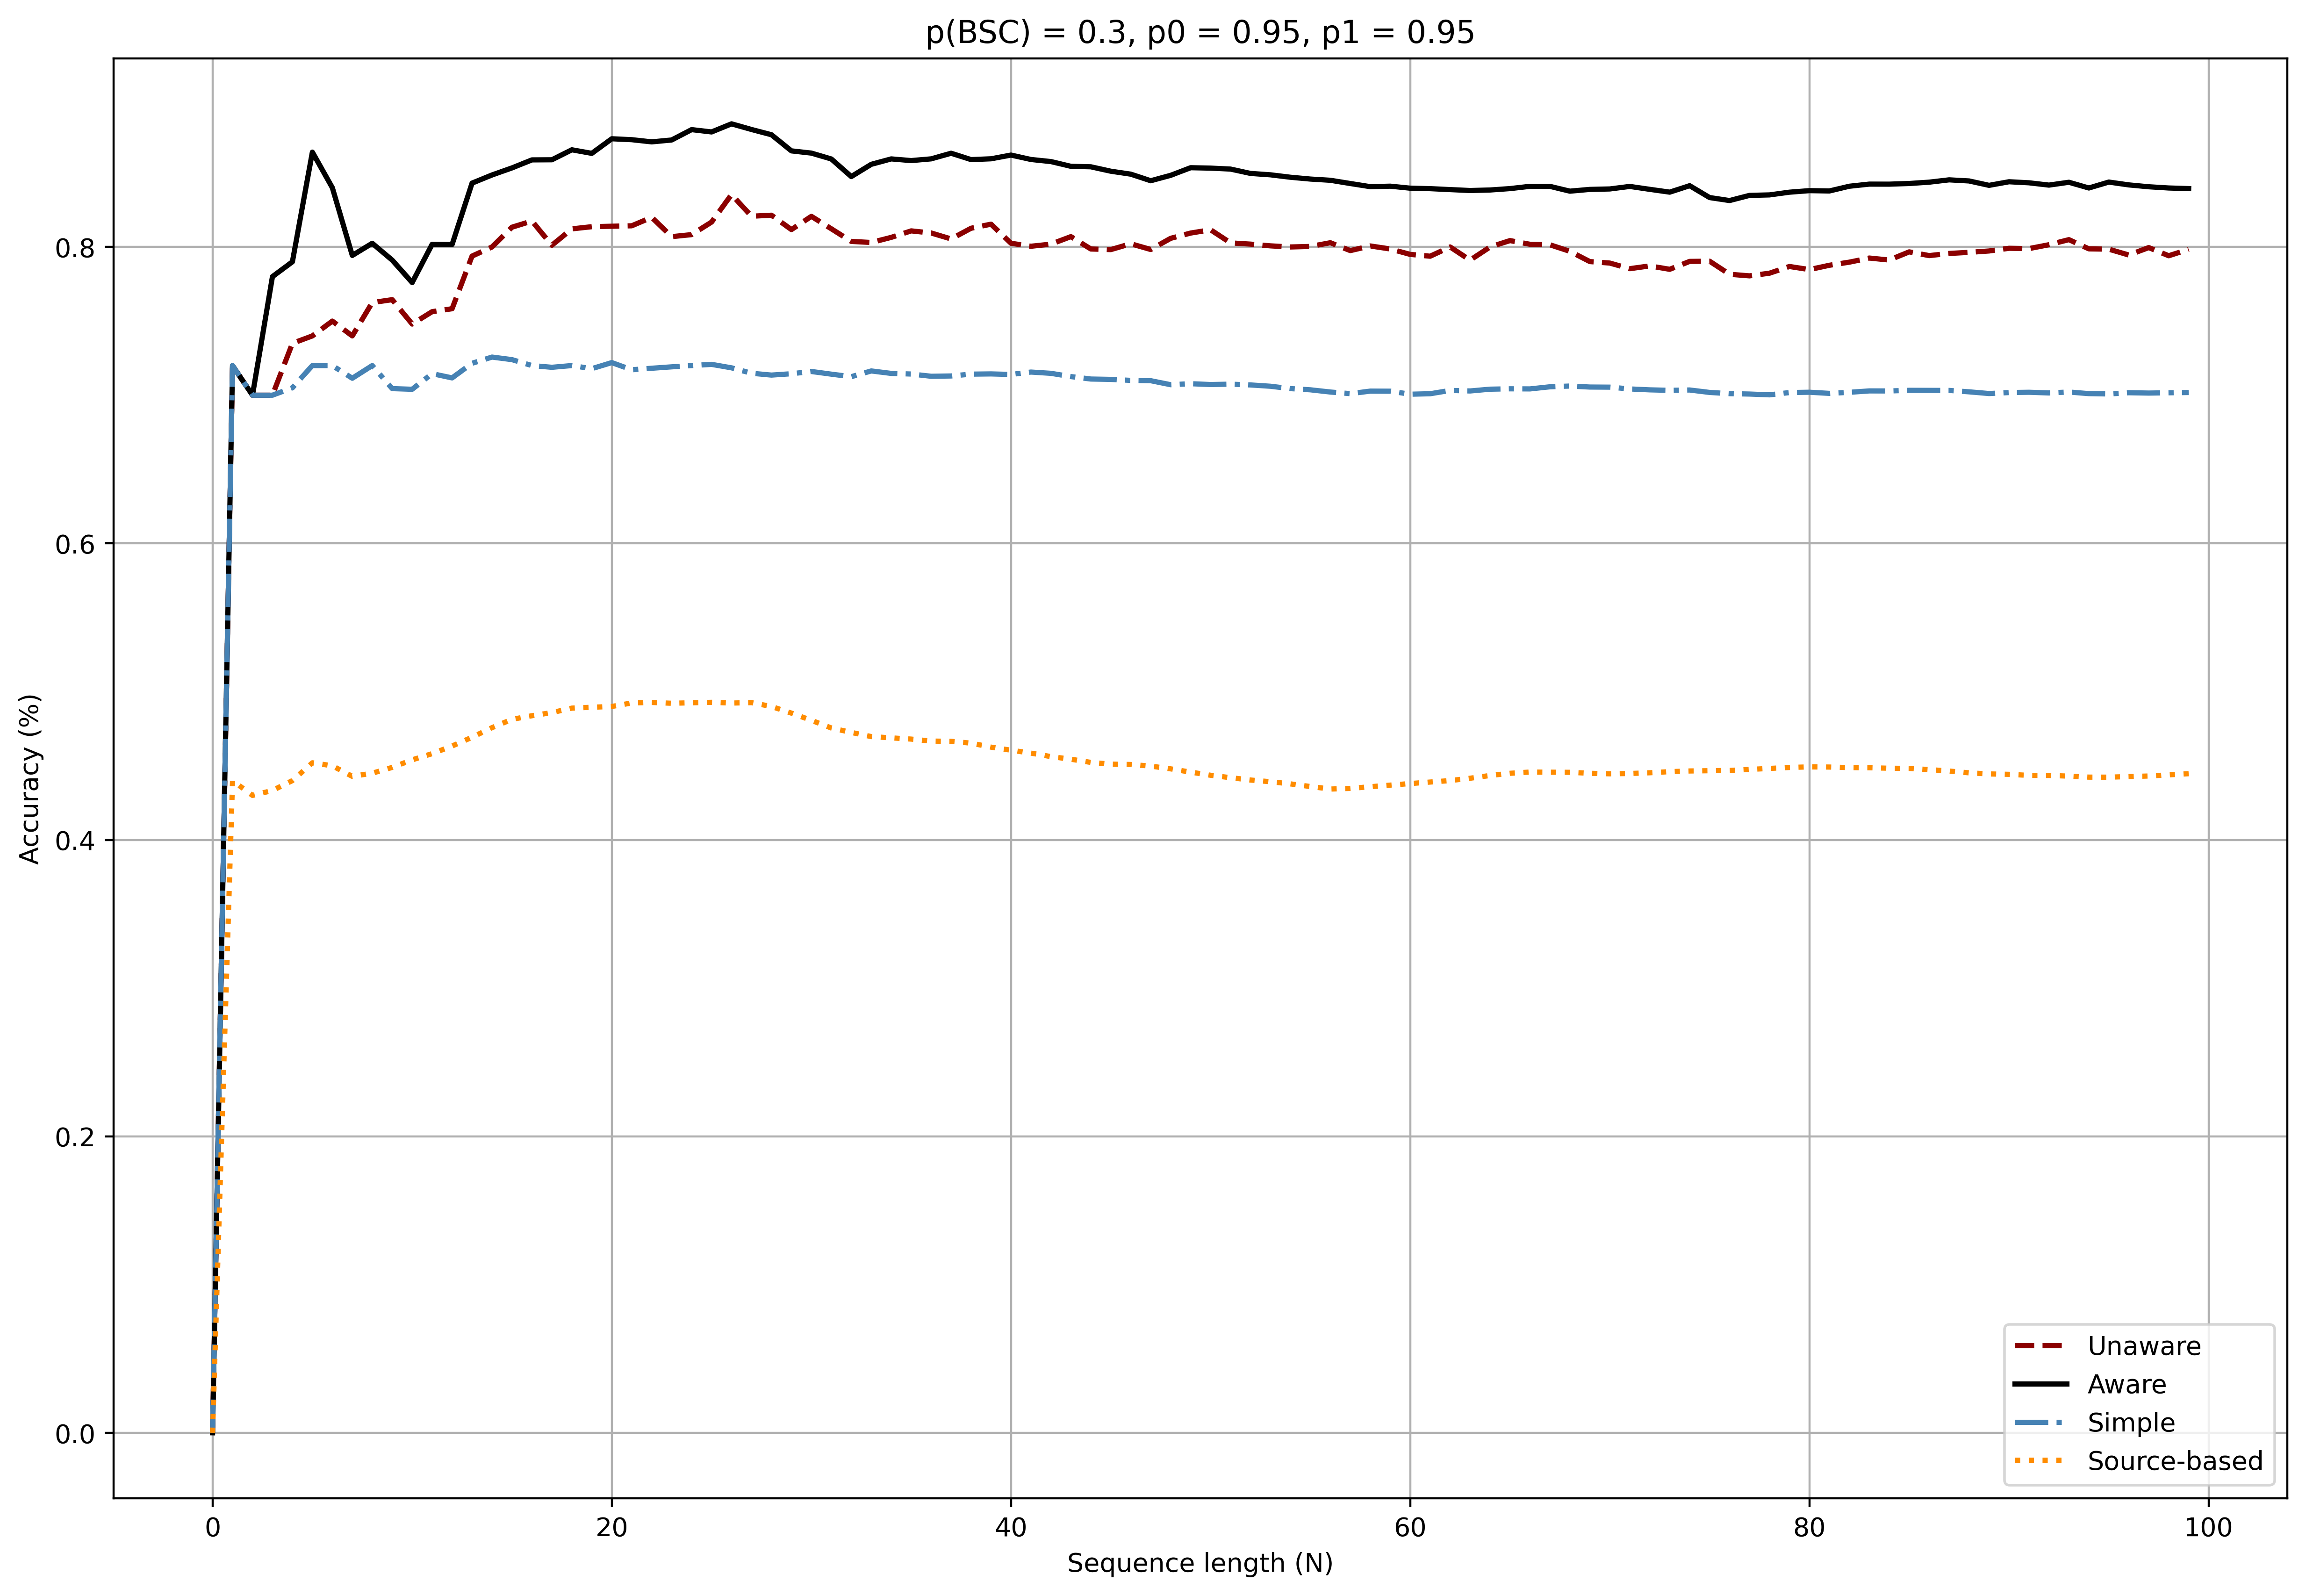 p(BSC) = 0.3, p0 = 0.95, p1 = 0.95
Accuracy (%)
0.8
0.6
0.4
0.2
0.0
0 20 40 60 80 100
Sequence length (N)
Unaware
Aware
Simple
Source-based